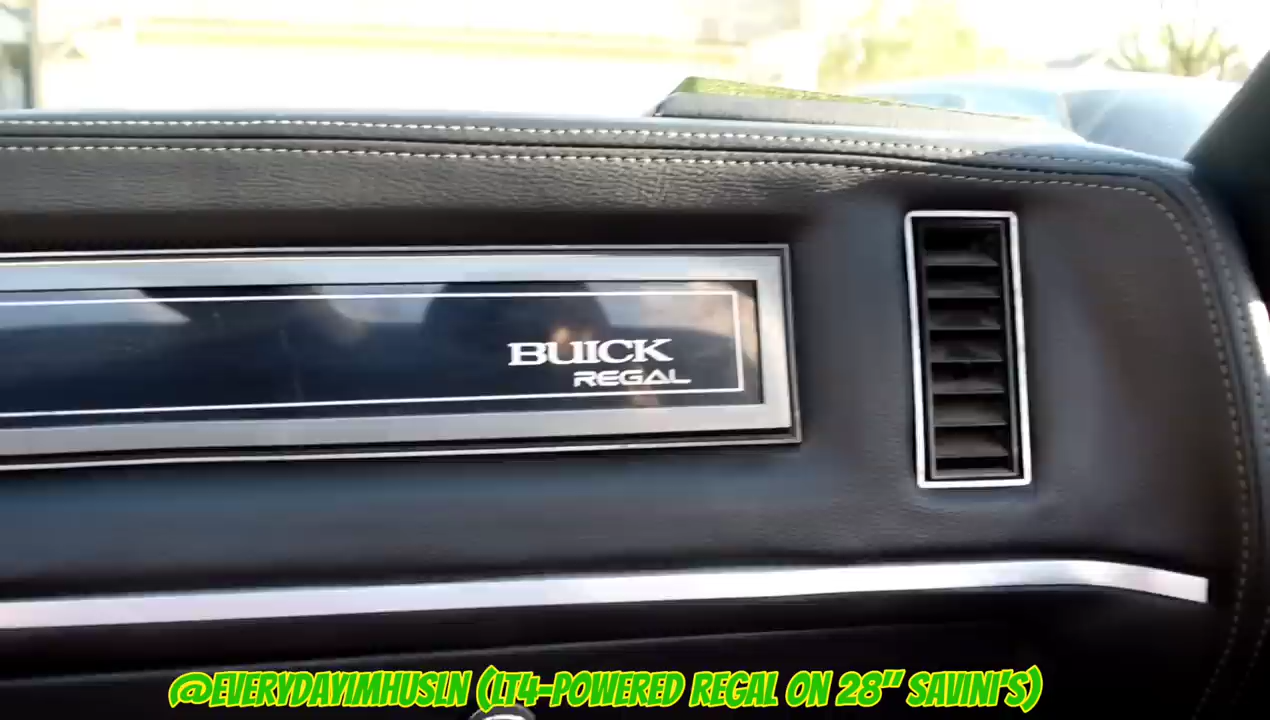 BUICK
REGAL
@EVERYDAYIMHUSLN (LT4-POWERED REGAL ON 28" SAVINI'S)